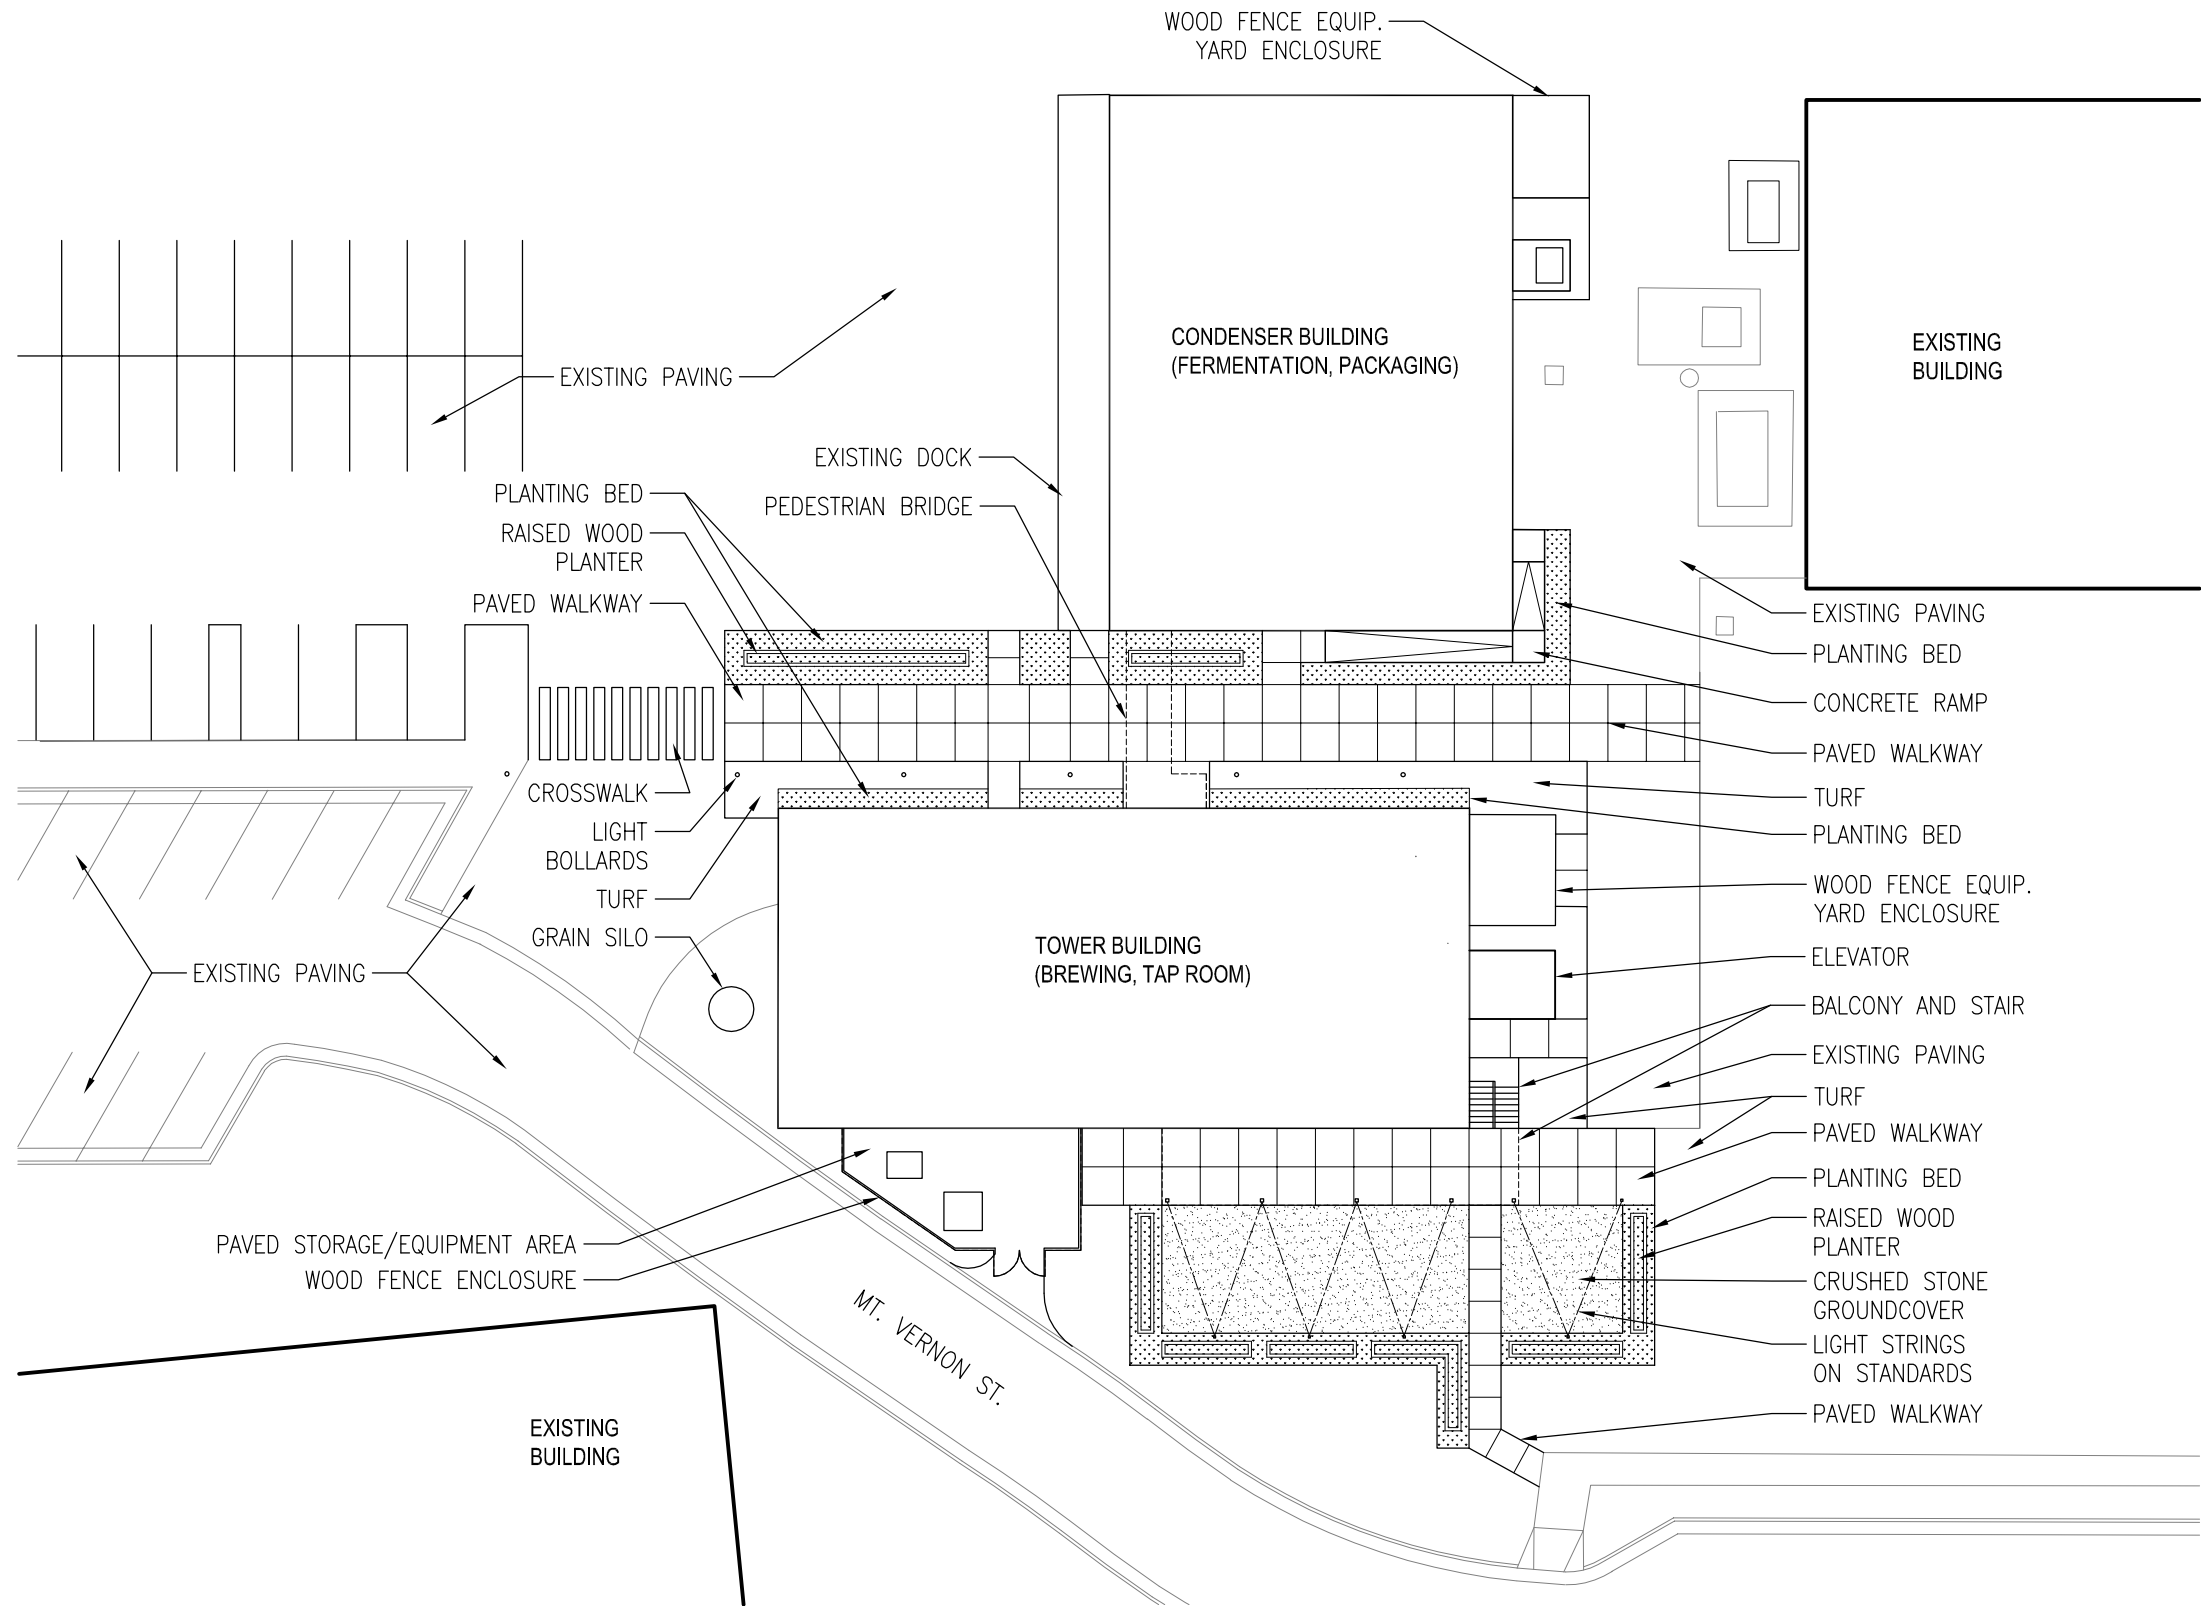 WOOD FENCE EQUIP.
YARD ENCLOSURE
CONDENSER BUILDING
(FERMENTATION, PACKAGING)
EXISTING
BUILDING
EXISTING PAVING
EXISTING DOCK
PEDESTRIAN BRIDGE
PLANTING BED
RAISED WOOD
PLANTER
PAVED WALKWAY
CROSSWALK
LIGHT
BOLLARDS
TURF
GRAIN SILO
EXISTING PAVING
TOWER BUILDING
(BREWING, TAP ROOM)
EXISTING PAVING
PLANTING BED
CONCRETE RAMP
PAVED WALKWAY
TURF
PLANTING BED
WOOD FENCE EQUIP.
YARD ENCLOSURE
ELEVATOR
BALCONY AND STAIR
EXISTING PAVING
TURF
PAVED WALKWAY
PLANTING BED
RAISED WOOD
PLANTER
CRUSHED STONE
GROUNDCOVER
LIGHT STRINGS
ON STANDARDS
PAVED WALKWAY
PAVED STORAGE/EQUIPMENT AREA
WOOD FENCE ENCLOSURE
MT. VERNON ST.
EXISTING
BUILDING